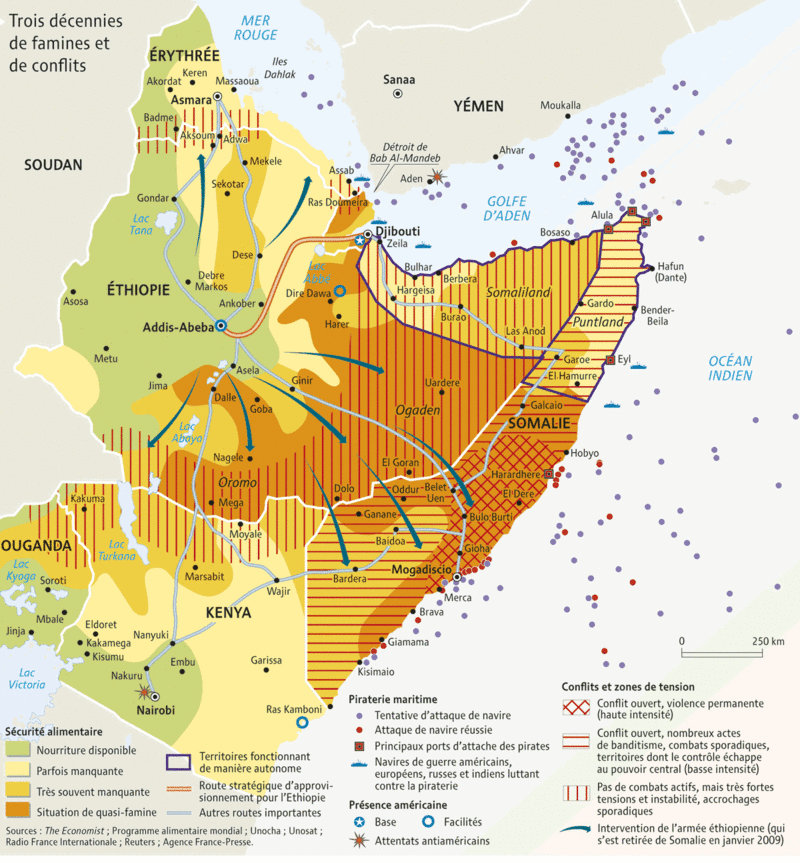 Trois décennies
de famines et
de conflits
MER
ROUGE
ÉRYTHRÉE
Keren
Akordat
Massaoua
Iles
Dahlak
Asmara
Sanaa
YÉMEN
Moukalla
Badme
Aksoum
Adwa
Détroit de
Bab Al-Mandeb
Ahvar
SOUDAN
Mekele
Assab
Aden
Sekotar
Gondar
Ras Doumeira
GOLFE
D'ADEN
Lac
Tana
Alula
Djibouti
Zeila
Bosaso
Dese
Lac
Abbé
Bulhar
Berbera
Hafun
(Dante)
ÉTHIOPIE
Debre
Markos
Asosa
Dire Dawa
Hargeisa
Somaliland
Ankober
Gardo
Burao
Bender-
Beila
Addis-Abeba
Harer
Puntland
Las Anod
Metu
Garoe
Eyl
OCÉAN
INDIEN
Asela
Jima
Ginir
El Hamurre
Dalle
Goba
Uardere
Galcaio
Ogaden
Lac
Abaya
SOMALIE
Nagele
El Goran
Hobyo
Oromo
Harardhere
Kakuma
Mega
Dolo
Oddur
Belet
Uen
El Dere
Ganane
Bulo Burti
OUGANDA
Lac
Turkana
Moyale
Baidoa
Lac
Kyoga
Gioha
Soroti
Marsabit
Bardera
Mogadiscio
Wajir
Merca
Mbale
KENYA
Brava
Eldoret
Jinja
Kakamega
Nanyuki
Giamama
0
250 km
Kisumu
Embu
Garissa
Kisimaio
Lac
Victoria
Nakuru
Nairobi
Ras Kamboni
Sécurité alimentaire
Nourriture disponible
Parfois manquante
Très souvent manquante
Situation de quasi-famine
Territoires fonctionnant
de manière autonome
Route stratégique d'approvi-
sionnement pour l'Ethiopie
Autres routes importantes
Sources : The Economist ; Programme alimentaire mondial ; Unocha ; Unosat ;
Radio France Internationale ; Reuters ; Agence France-Presse.
Piraterie maritime
Tentative d'attaque de navire
Attaque de navire réussie
Principaux ports d'attache des pirates
Navires de guerre américains,
européens, russes et indiens luttant
contre la piraterie
Présence américaine
Base
Facilités
Attentats antiaméricains
Conflits et zones de tension
Conflit ouvert, violence permanente
(haute intensité)
Conflit ouvert, nombreux actes
de banditisme, combats sporadiques,
territoires dont le contrôle échappe
au pouvoir central (basse intensité)
Pas de combats actifs, mais très fortes
tensions et instabilité, accrochages
sporadiques
Intervention de l'armée éthiopienne (qui
s'est retirée de Somalie en janvier 2009)